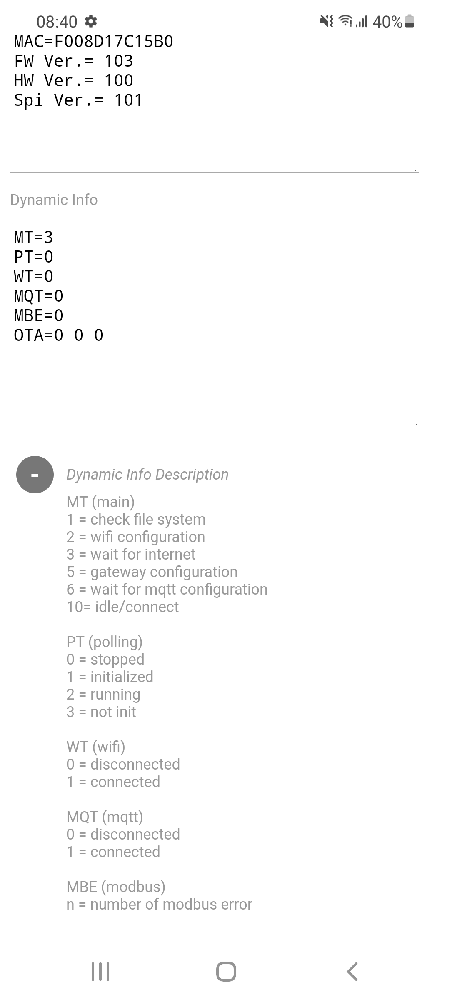 08:40 40%
MAC=F008D17C15B0
FW Ver.= 103
HW Ver.= 100
Spi Ver.= 101
Dynamic Info
MT=3
PT=0
WT=0
MQT=0
MBE=0
OTA=0 0 0
-
Dynamic Info Description
MT (main)
1 = check file system
2 = wifi configuration
3 = wait for internet
5 = gateway configuration
6 = wait for mqtt configuration
10= idle/connect
PT (polling)
0 = stopped
1 = initialized
2 = running
3 = not init
WT (wifi)
0 = disconnected
1 = connected
MQT (mqtt)
0 = disconnected
1 = connected
MBE (modbus)
n = number of modbus error